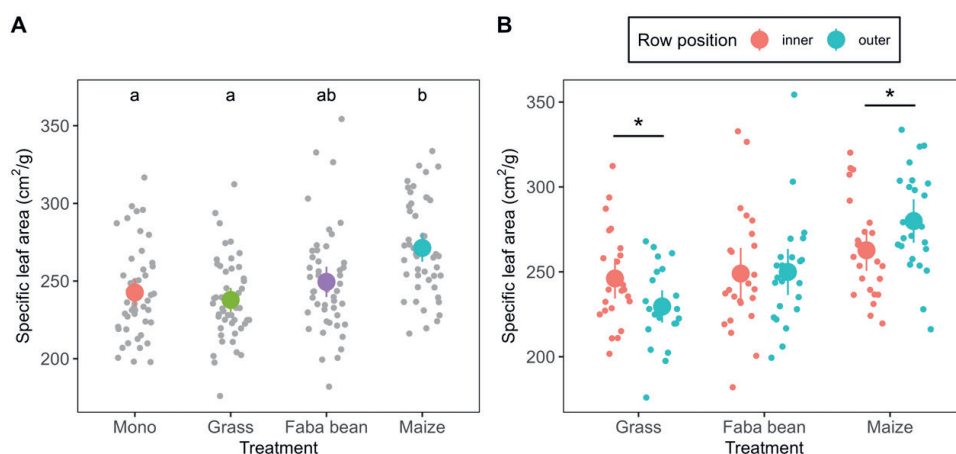 A
B
Row position inner outer
a a ab b
Specific leaf area (cm²/g)
350
300
250
200
Mono Grass Faba bean Maize
Treatment
* *
Specific leaf area (cm²/g)
350
300
250
200
Grass Faba bean Maize
Treatment